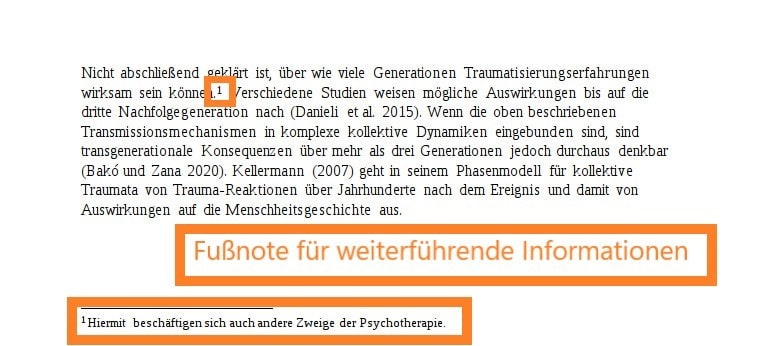 Nicht abschließend geklärt ist, über wie viele Generationen Traumatisierungserfahrungen
wirksam sein können.¹ Verschiedene Studien weisen mögliche Auswirkungen bis auf die
dritte Nachfolgegeneration nach (Danieli et al. 2015). Wenn die oben beschriebenen
Transmissionsmechanismen in komplexe kollektive Dynamiken eingebunden sind, sind
transgenerationale Konsequenzen über mehr als drei Generationen jedoch durchaus denkbar
(Bakó und Zana 2020). Kellermann (2007) geht in seinem Phasenmodell für kollektive
Traumata von Trauma-Reaktionen über Jahrhunderte nach dem Ereignis und damit von
Auswirkungen auf die Menschheitsgeschichte aus.
Fußnote für weiterführende Informationen
¹ Hiermit beschäftigen sich auch andere Zweige der Psychotherapie.